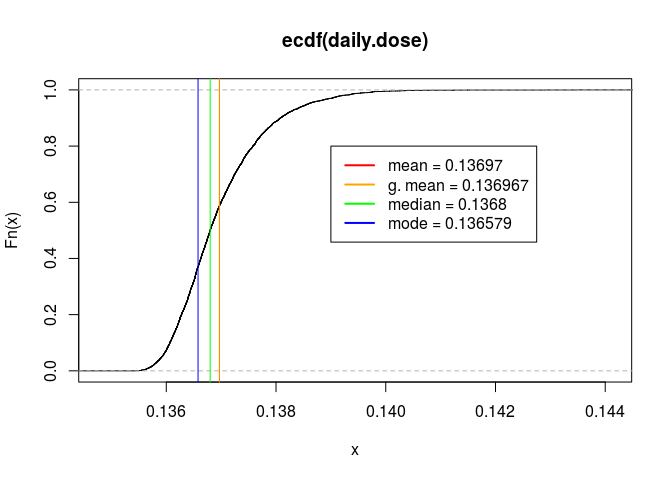 ecdf(daily.dose)
Fn(x)
1.0
0.8
0.6
0.4
0.2
0.0
mean = 0.13697
g. mean = 0.136967
median = 0.1368
mode = 0.136579
0.136 0.138 0.140 0.142 0.144
x